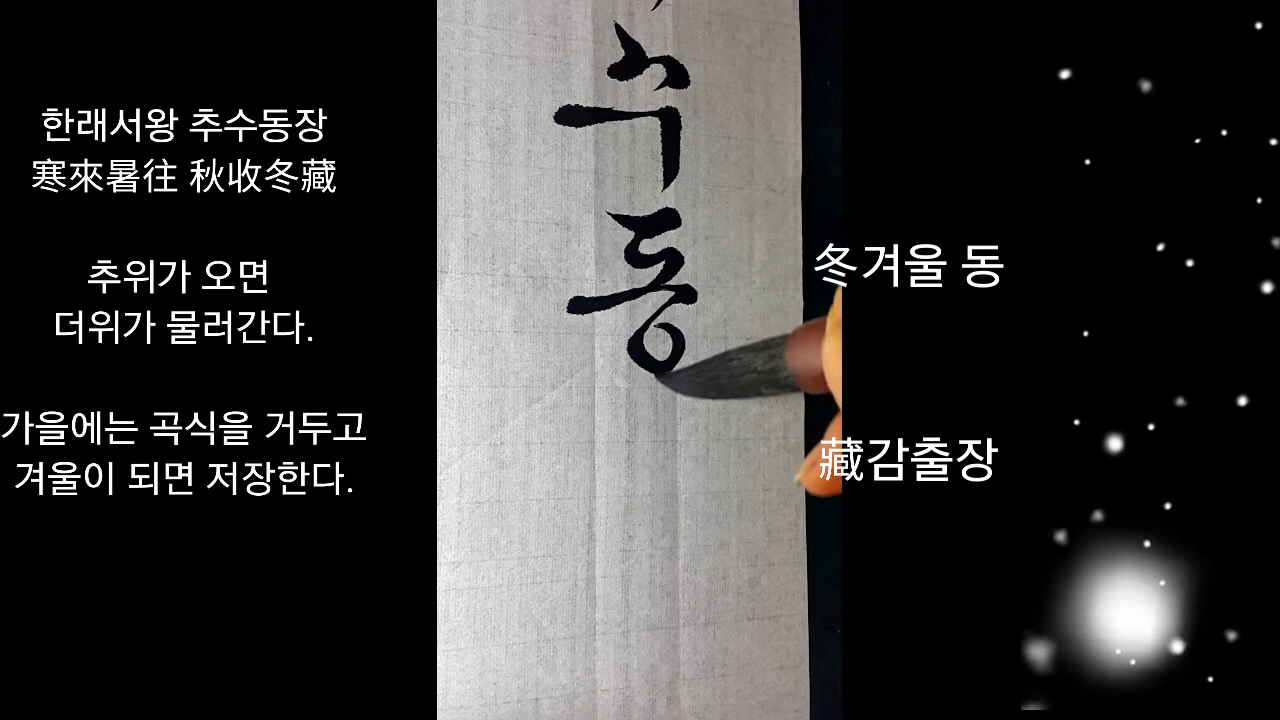 한래서왕 추수동장
寒來暑往 秋收冬藏
추위가 오면
더위가 물러간다.
가을에는 곡식을 거두고
겨울이 되면 저장한다.
수
동
冬겨울 동
藏감출장